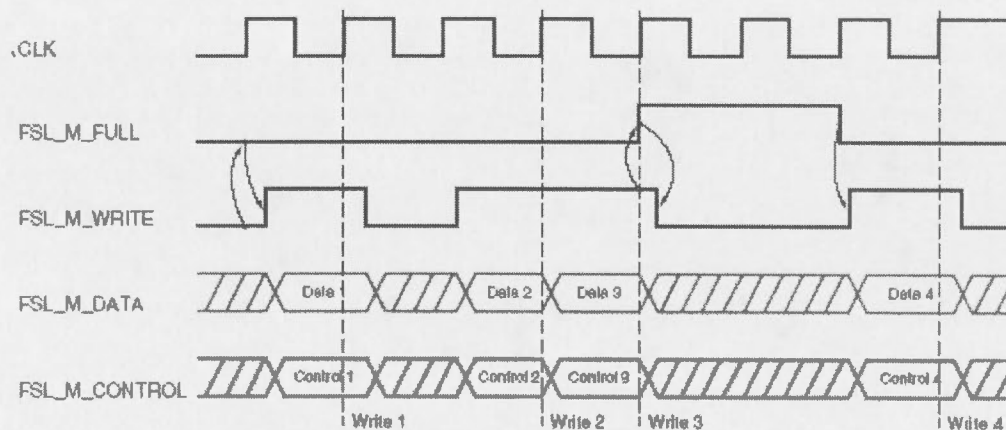 CLK
FSL_M_FULL
FSL_M_WRITE
FSL_M_DATA Data 1 Data 2 Data 3 Data 4
FSL_M_CONTROL Control 1 Control 2 Control 3 Control 4
Write 1 Write 2 Write 3 Write 4